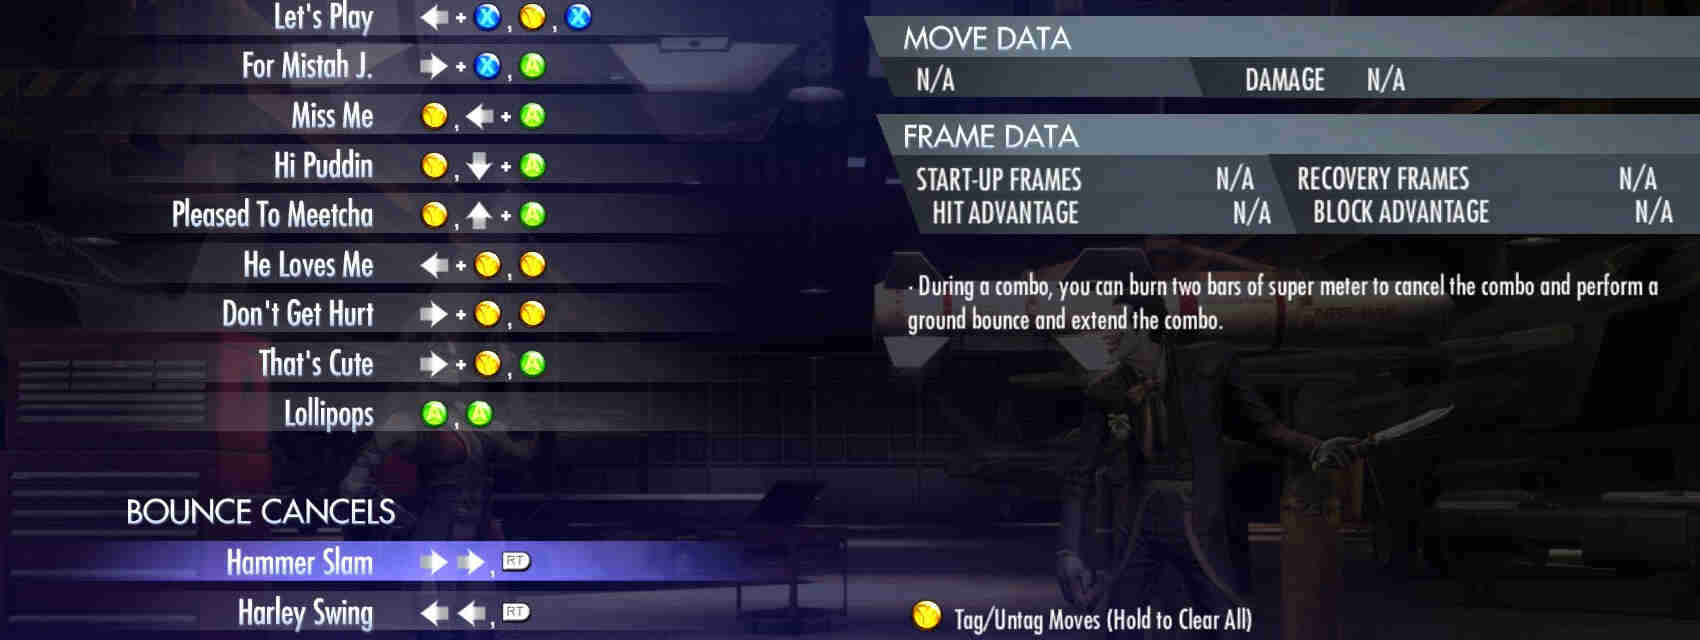 Let's Play ← + X , Y , X
For Mistah J. → + X , A
Miss Me Y , ← + A
Hi Puddin Y , ↓ + A
Pleased To Meetcha Y , ↑ + A
He Loves Me ← + Y , Y
Don't Get Hurt → + Y , Y
That's Cute → + Y , A
Lollipops A , A
BOUNCE CANCELS
Hammer Slam → → , RT
Harley Swing ← ← , RT
MOVE DATA
N/A DAMAGE N/A
FRAME DATA
START-UP FRAMES N/A RECOVERY FRAMES N/A
HIT ADVANTAGE N/A BLOCK ADVANTAGE N/A
· During a combo, you can burn two bars of super meter to cancel the combo and perform a
ground bounce and extend the combo.
Y Tag/Untag Moves (Hold to Clear All)